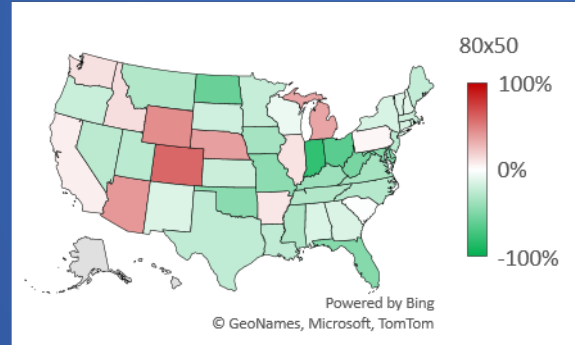 80x50
100%
0%
-100%
Powered by Bing
© GeoNames, Microsoft, TomTom